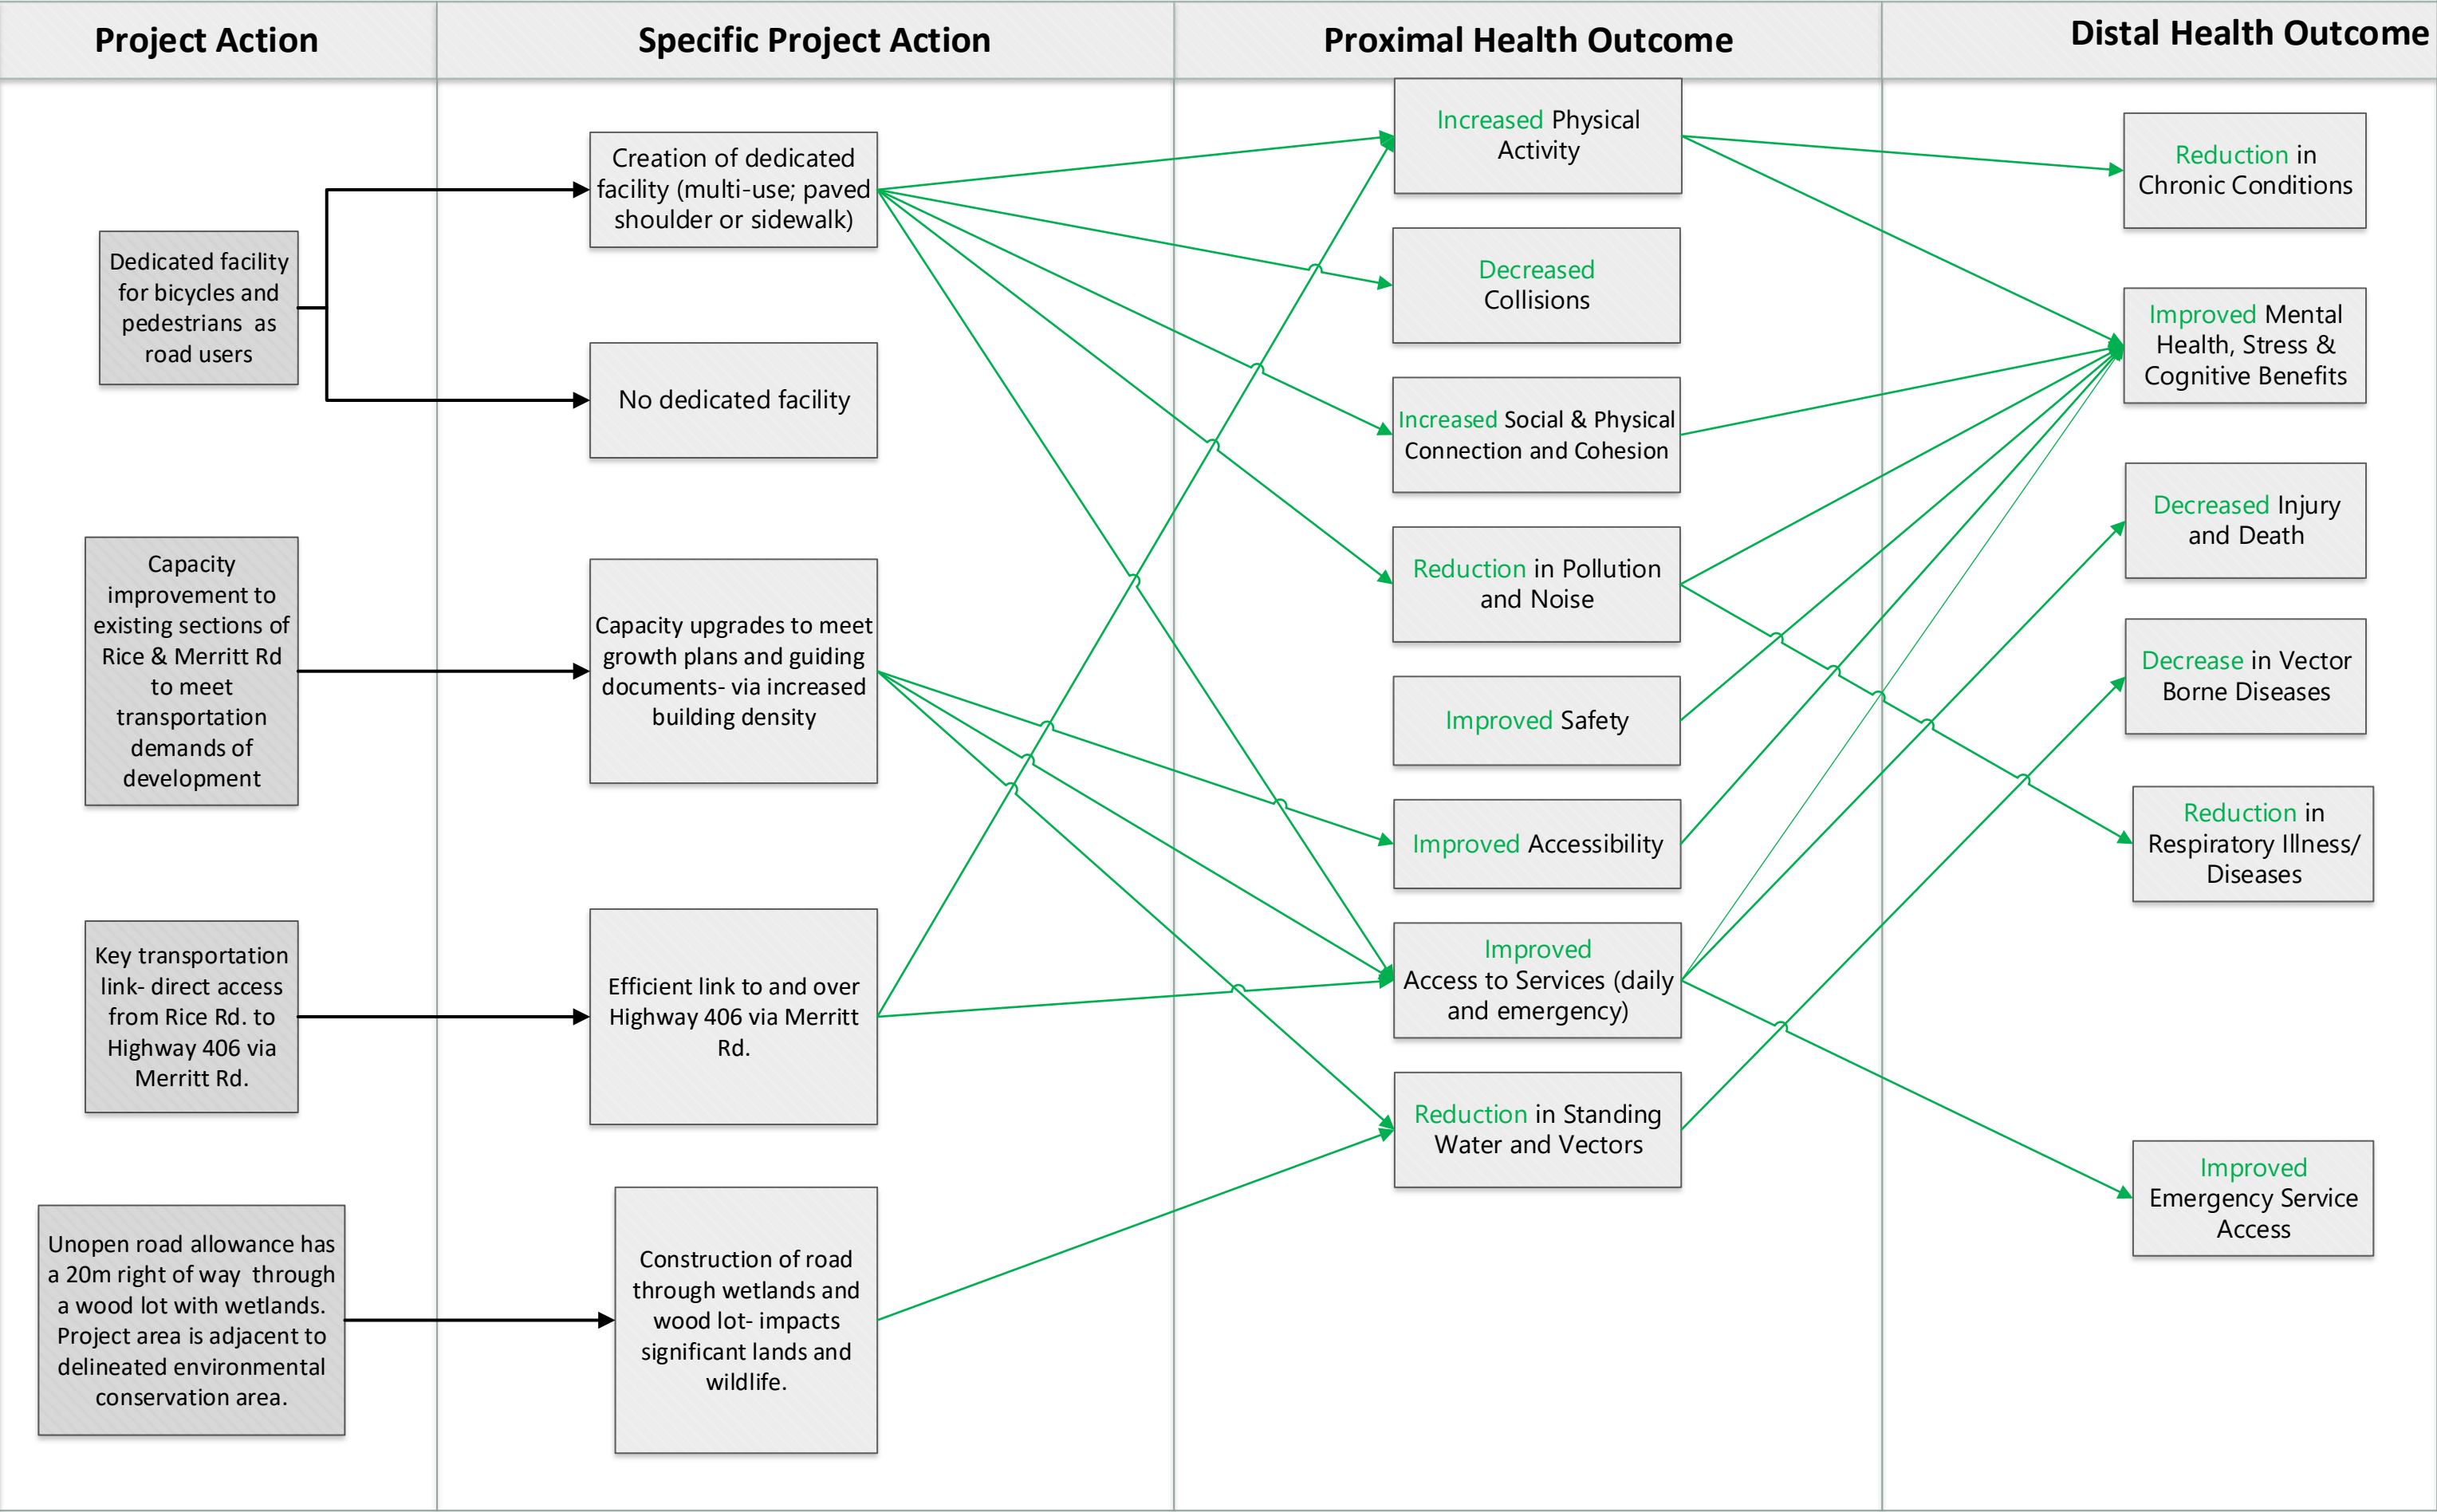 Project Action
Specific Project Action
Proximal Health Outcome
Distal Health Outcome
Dedicated facility
for bicycles and
pedestrians as
road users
Capacity
improvement to
existing sections of
Rice & Merritt Rd
to meet
transportation
demands of
development
Key transportation
link- direct access
from Rice Rd. to
Highway 406 via
Merritt Rd.
Unopen road allowance has
a 20m right of way through
a wood lot with wetlands.
Project area is adjacent to
delineated environmental
conservation area.
Creation of dedicated
facility (multi-use; paved
shoulder or sidewalk)
No dedicated facility
Capacity upgrades to meet
growth plans and guiding
documents- via increased
building density
Efficient link to and over
Highway 406 via Merritt
Rd.
Construction of road
through wetlands and
wood lot- impacts
significant lands and
wildlife.
Increased Physical
Activity
Decreased
Collisions
Increased Social & Physical
Connection and Cohesion
Reduction in Pollution
and Noise
Improved Safety
Improved Accessibility
Improved
Access to Services (daily
and emergency)
Reduction in Standing
Water and Vectors
Reduction in
Chronic Conditions
Improved Mental
Health, Stress &
Cognitive Benefits
Decreased Injury
and Death
Decrease in Vector
Borne Diseases
Reduction in
Respiratory Illness/
Diseases
Improved
Emergency Service
Access